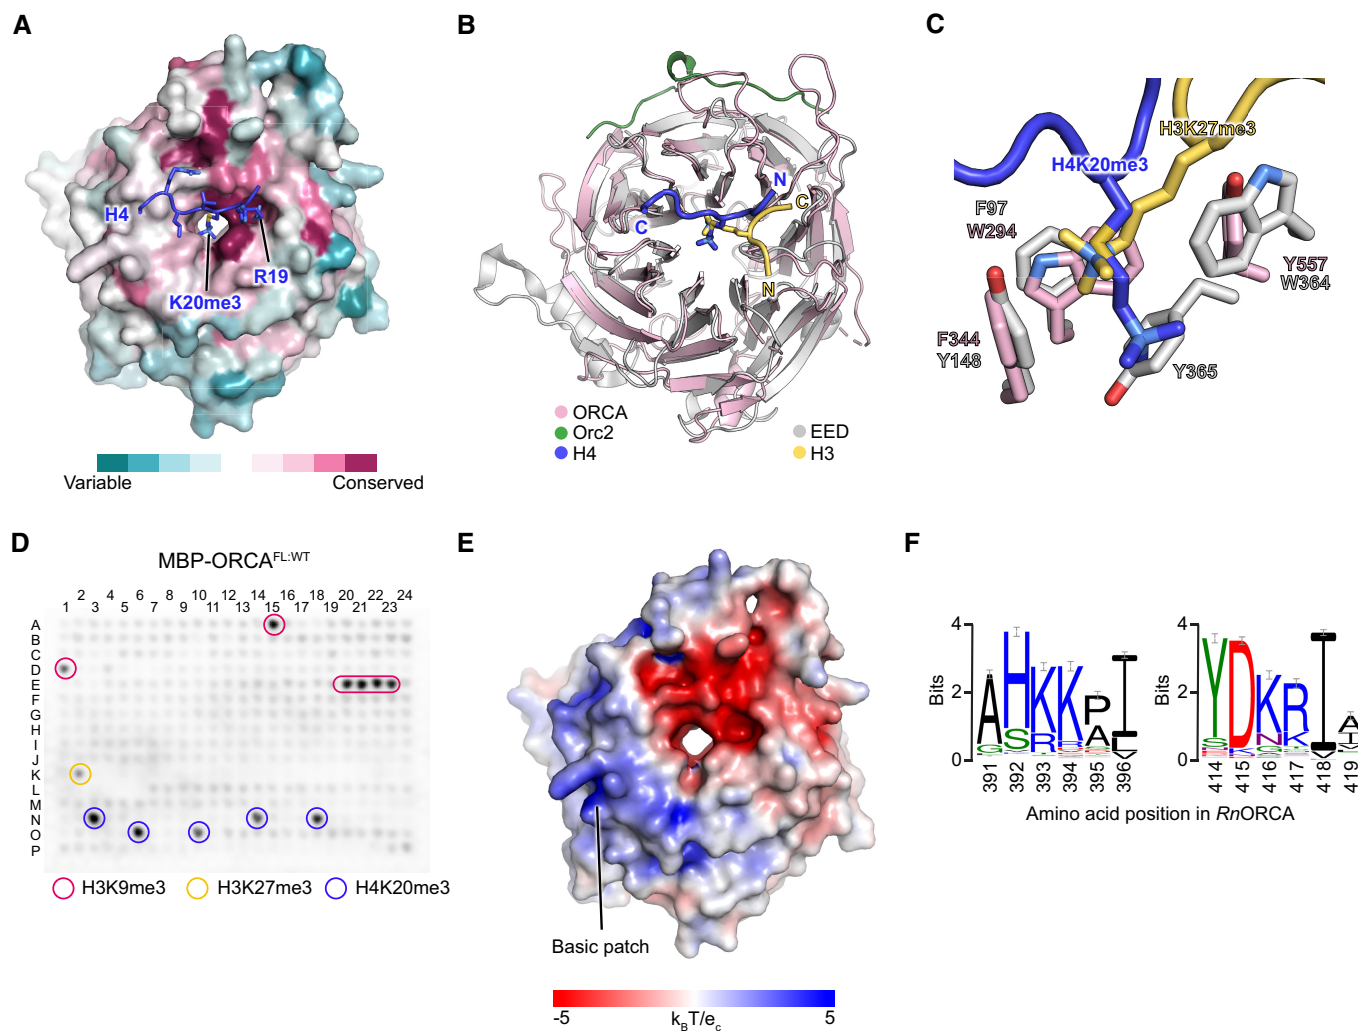 A
H4
K20me3
R19
Variable
Conserved
B
N
C
C
N
ORCA
Orc2
H4
EED
H3
C
H3K27me3
H4K20me3
F97
W294
Y557
W364
F344
Y148
Y365
D
MBP-ORCA^FL:WT
2 4 6 8 10 12 14 16 18 20 22 24
1 3 5 7 9 11 13 15 17 19 21 23
A
B
C
D
E
F
G
H
I
J
K
L
M
N
O
P
H3K9me3
H3K27me3
H4K20me3
E
Basic patch
-5
5
k_BT/e_c
F
4
2
0
Bits
A H K K P I
G S R R A L
V
391 392 393 394 395 396
4
2
0
Bits
Y D K R I A
S N K V
414 415 416 417 418 419
Amino acid position in RnORCA